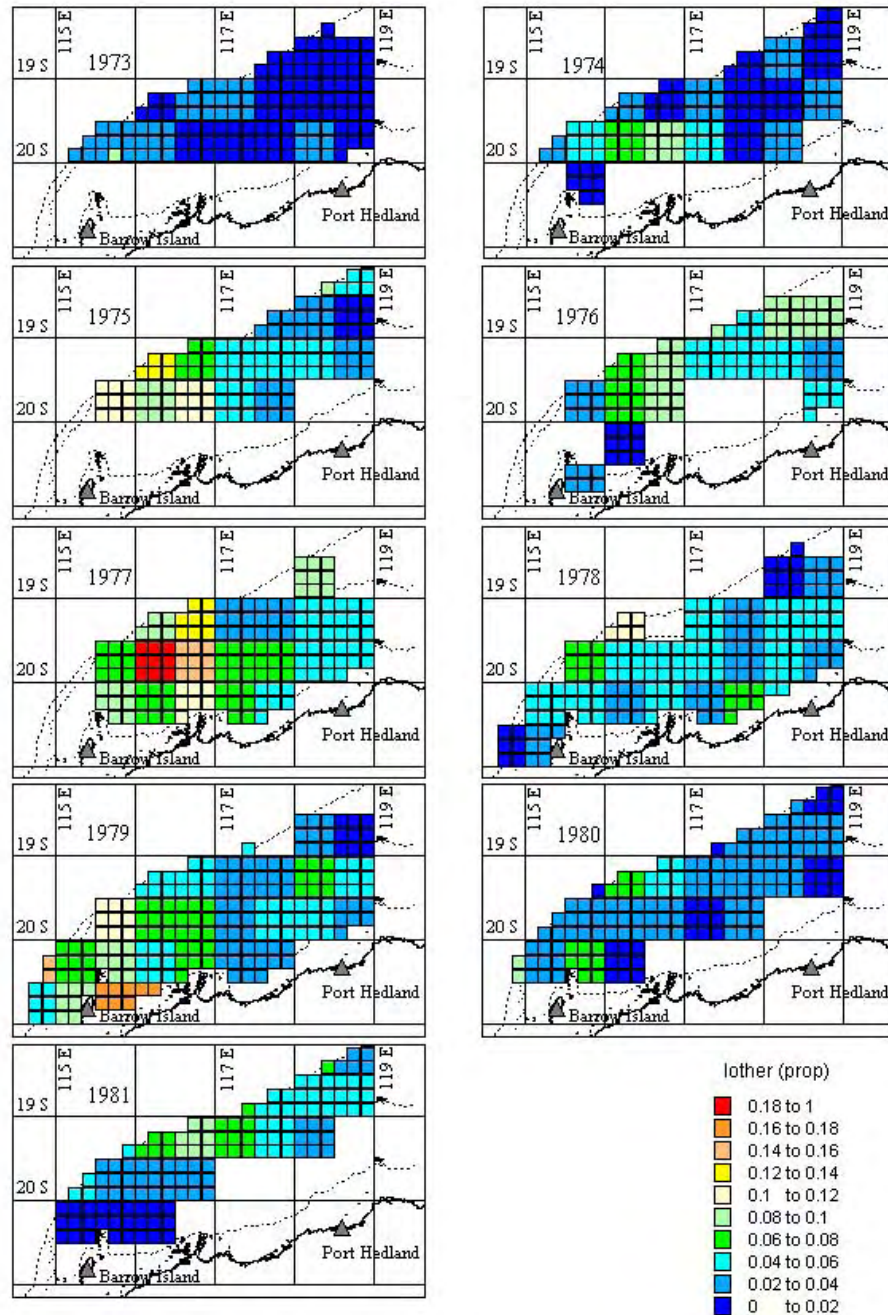 115 E
117 E
119 E
19 S
1973
20 S
Port Hedland
Barrow Island
115 E
117 E
119 E
19 S
1974
20 S
Port Hedland
Barrow Island
115 E
117 E
119 E
19 S
1975
20 S
Port Hedland
Barrow Island
115 E
117 E
119 E
19 S
1976
20 S
Port Hedland
Barrow Island
115 E
117 E
119 E
19 S
1977
20 S
Port Hedland
Barrow Island
115 E
117 E
119 E
19 S
1978
20 S
Port Hedland
Barrow Island
115 E
117 E
119 E
19 S
1979
20 S
Port Hedland
Barrow Island
115 E
117 E
119 E
19 S
1980
20 S
Port Hedland
Barrow Island
115 E
117 E
119 E
19 S
1981
20 S
Port Hedland
Barrow Island
lother (prop)
0.18 to 1
0.16 to 0.18
0.14 to 0.16
0.12 to 0.14
0.1 to 0.12
0.08 to 0.1
0.06 to 0.08
0.04 to 0.06
0.02 to 0.04
0 to 0.02